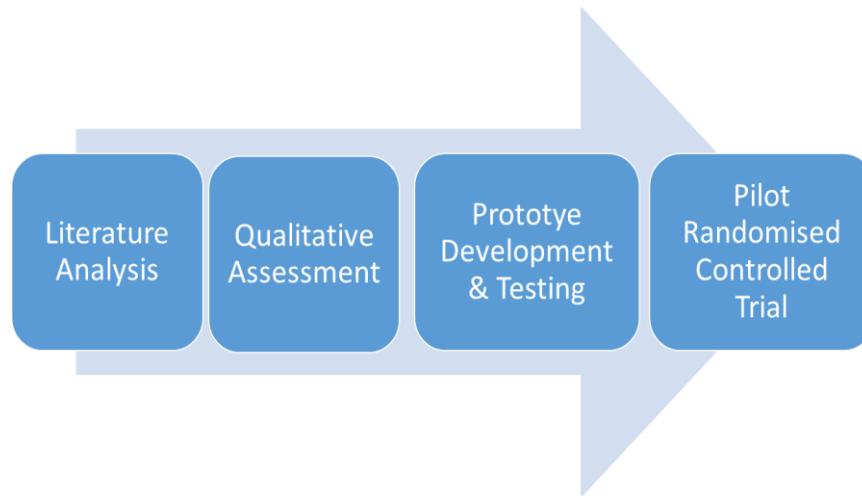 Literature
Analysis
Qualitative
Assessment
Prototye
Development
& Testing
Pilot
Randomised
Controlled
Trial